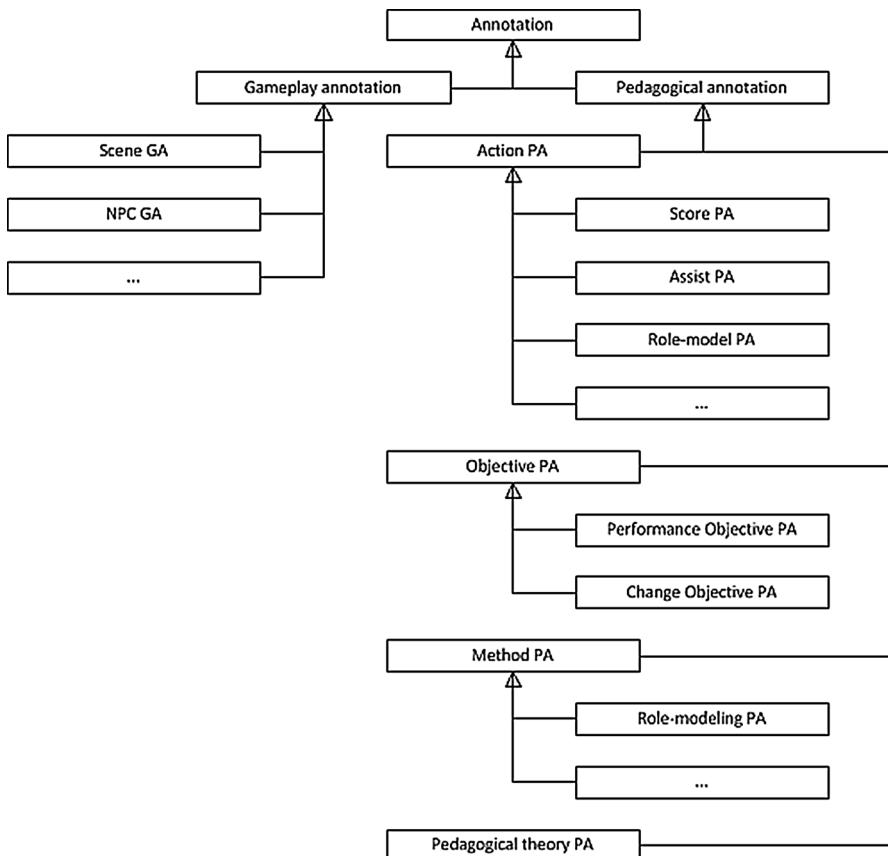 Annotation
Gameplay annotation
Pedagogical annotation
Scene GA
Action PA
NPC GA
Score PA
...
Assist PA
Role-model PA
...
Objective PA
Performance Objective PA
Change Objective PA
Method PA
Role-modeling PA
...
Pedagogical theory PA